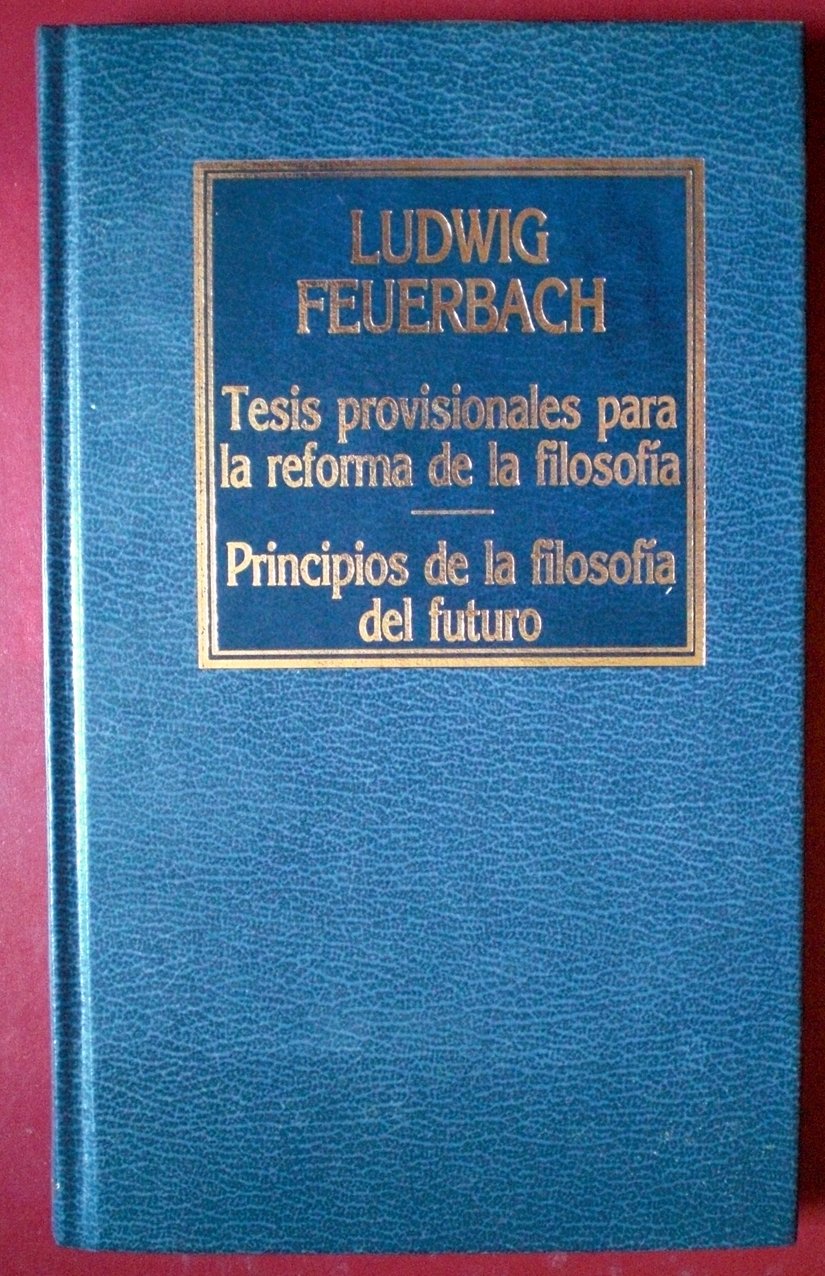 LUDWIG
FEUERBACH
Tesis provisionales para
la reforma de la filosofía
Principios de la filosofía
del futuro